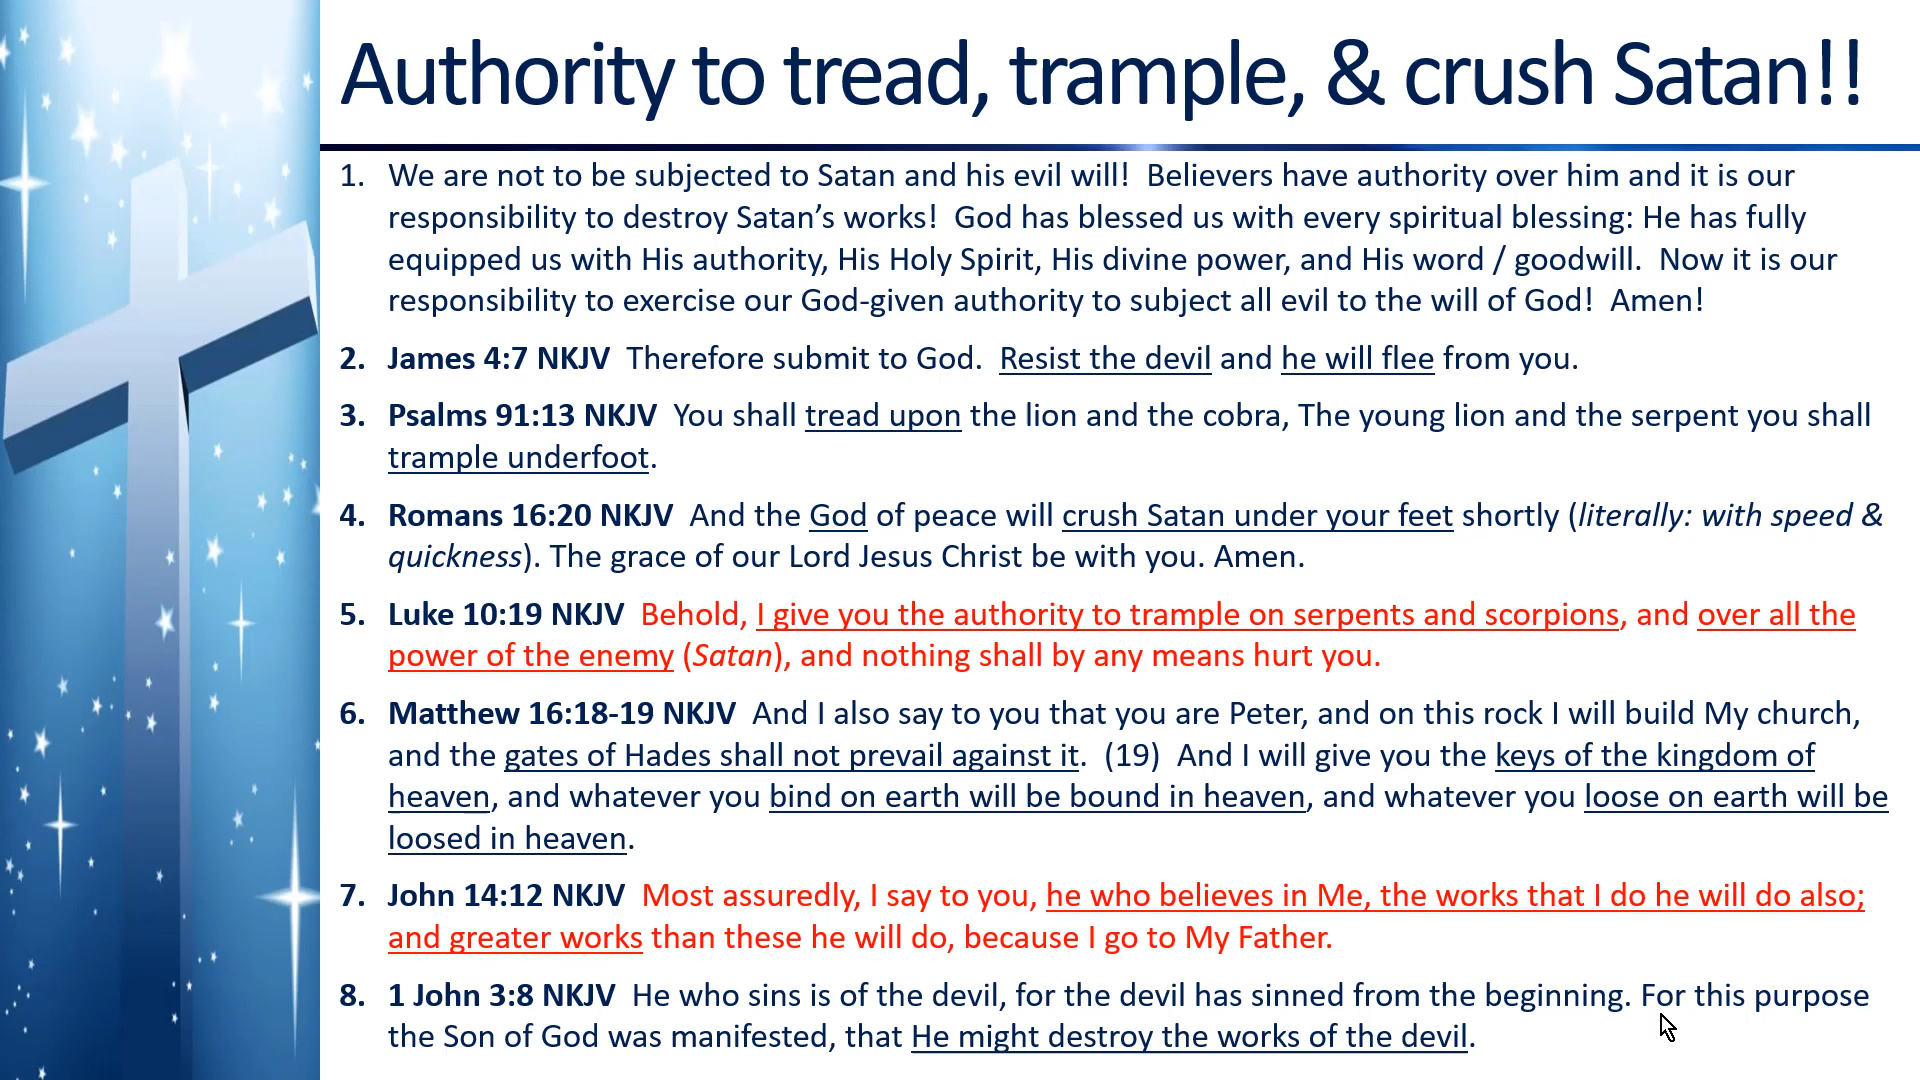 Authority to tread, trample, & crush Satan!!
1. We are not to be subjected to Satan and his evil will!  Believers have authority over him and it is our
responsibility to destroy Satan’s works!  God has blessed us with every spiritual blessing: He has fully
equipped us with His authority, His Holy Spirit, His divine power, and His word / goodwill.  Now it is our
responsibility to exercise our God-given authority to subject all evil to the will of God!  Amen!
2. James 4:7 NKJV  Therefore submit to God.  Resist the devil and he will flee from you.
3. Psalms 91:13 NKJV  You shall tread upon the lion and the cobra, The young lion and the serpent you shall
trample underfoot.
4. Romans 16:20 NKJV  And the God of peace will crush Satan under your feet shortly (literally: with speed &
quickness). The grace of our Lord Jesus Christ be with you. Amen.
5. Luke 10:19 NKJV  Behold, I give you the authority to trample on serpents and scorpions, and over all the
power of the enemy (Satan), and nothing shall by any means hurt you.
6. Matthew 16:18-19 NKJV  And I also say to you that you are Peter, and on this rock I will build My church,
and the gates of Hades shall not prevail against it.  (19)  And I will give you the keys of the kingdom of
heaven, and whatever you bind on earth will be bound in heaven, and whatever you loose on earth will be
loosed in heaven.
7. John 14:12 NKJV  Most assuredly, I say to you, he who believes in Me, the works that I do he will do also;
and greater works than these he will do, because I go to My Father.
8. 1 John 3:8 NKJV  He who sins is of the devil, for the devil has sinned from the beginning. For this purpose
the Son of God was manifested, that He might destroy the works of the devil.